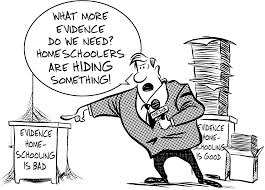 WHAT MORE
EVIDENCE
DO WE NEED?
HOMESCHOOLERS
ARE HIDING
SOMETHING!
EVIDENCE
HOME-
SCHOOLING
IS BAD
EVIDENCE
HOME-
SCHOOLING
IS GOOD